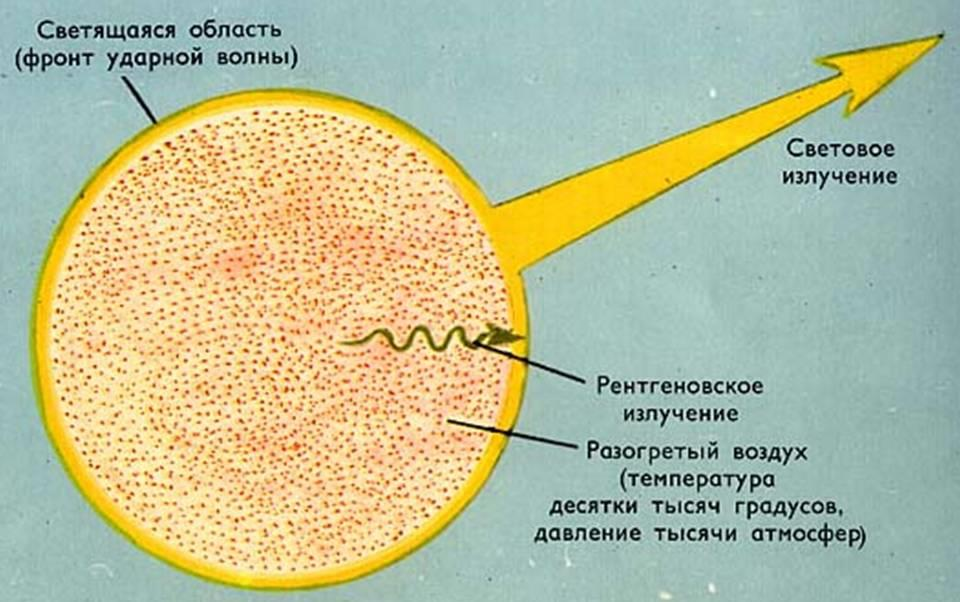 Светящаяся область
(фронт ударной волны)
Световое
излучение
Рентгеновское
излучение
Разогретый воздух
(температура
десятки тысяч градусов,
давление тысячи атмосфер)